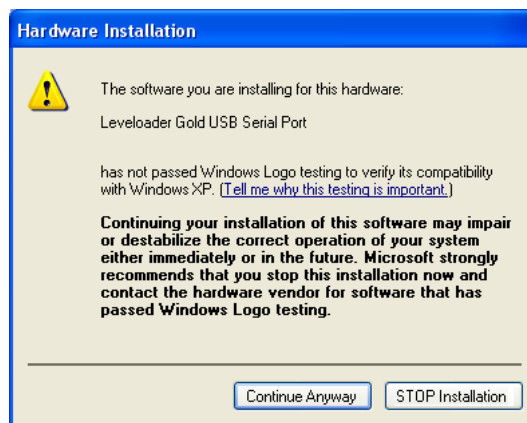 Hardware Installation
The software you are installing for this hardware:
Leveloader Gold USB Serial Port
has not passed Windows Logo testing to verify its compatibility
with Windows XP. (Tell me why this testing is important.)
Continuing your installation of this software may impair
or destabilize the correct operation of your system
either immediately or in the future. Microsoft strongly
recommends that you stop this installation now and
contact the hardware vendor for software that has
passed Windows Logo testing.
Continue Anyway
STOP Installation